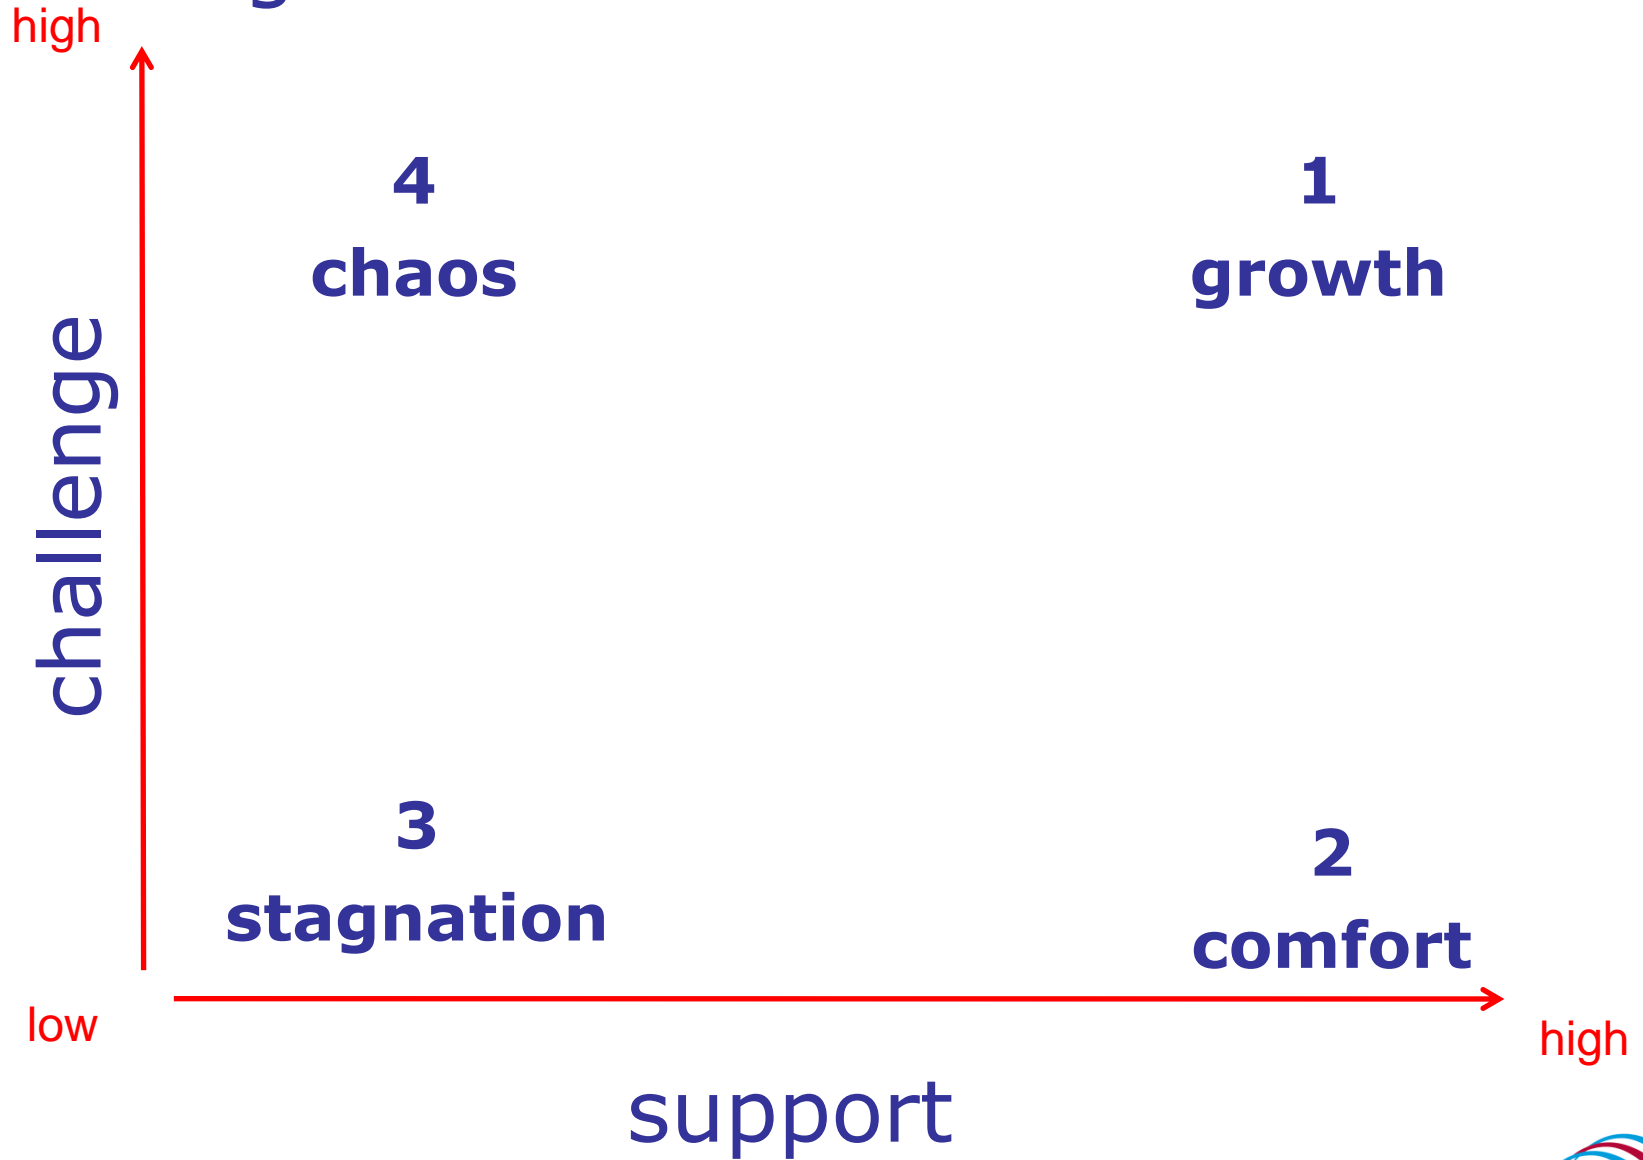 high
4
chaos
1
growth
challenge
3
stagnation
2
comfort
low
high
support